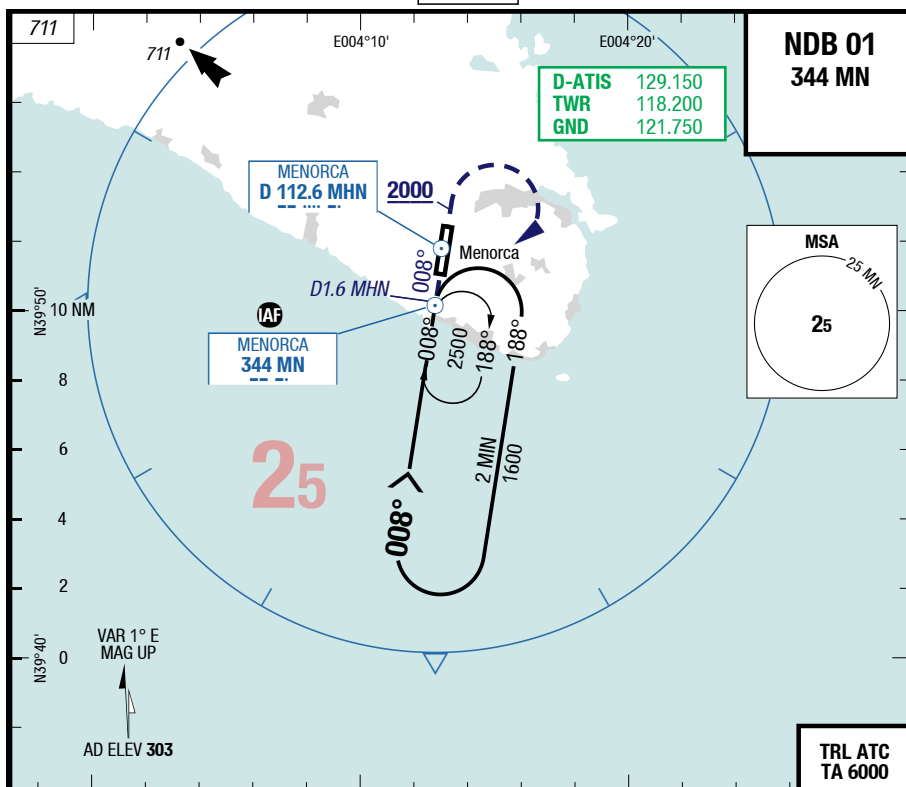 711
711
E004°10'
E004°20'
NDB 01
344 MN
D-ATIS 129.150
TWR 118.200
GND 121.750
MENORCA
D 112.6 MHN
2000
008°
Menorca
D1.6 MHN
MSA
25 MN
25
N39°50'
10 NM
IAF
MENORCA
344 MN
008°
2500
188°
188°
8
6
4
2
0
25
2 MIN
1600
008°
N39°40'
VAR 1° E
MAG UP
AD ELEV 303
TRL ATC
TA 6000